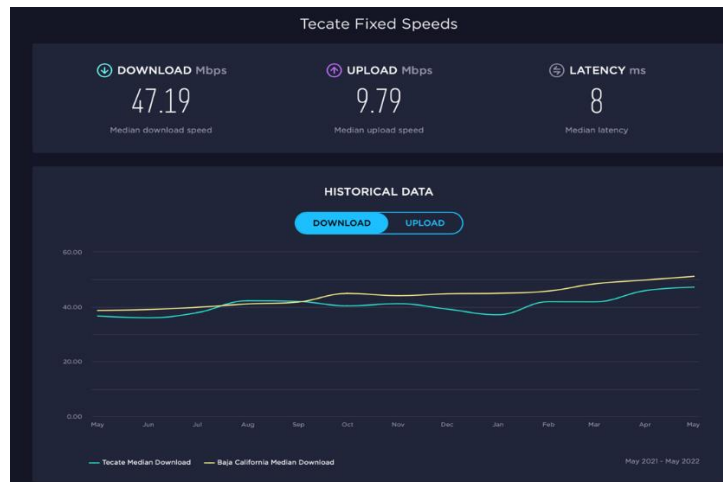 Tecate Fixed Speeds
DOWNLOAD Mbps
47.19
Median download speed
UPLOAD Mbps
9.79
Median upload speed
LATENCY ms
8
Median latency
HISTORICAL DATA
DOWNLOAD UPLOAD
60.00
40.00
20.00
0.00
May Jun Jul Aug Sep Oct Nov Dec Jan Feb Mar Apr May
Tecate Median Download Baja California Median Download May 2021 - May 2022